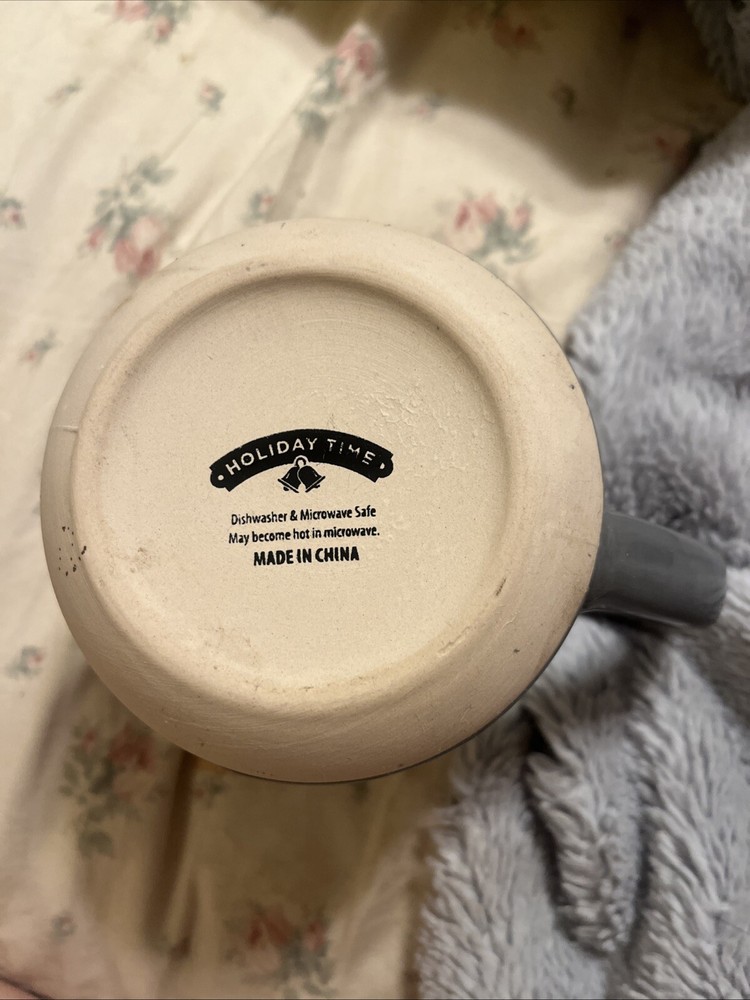 HOLIDAY TIME
Dishwasher & Microwave Safe
May become hot in microwave.
MADE IN CHINA